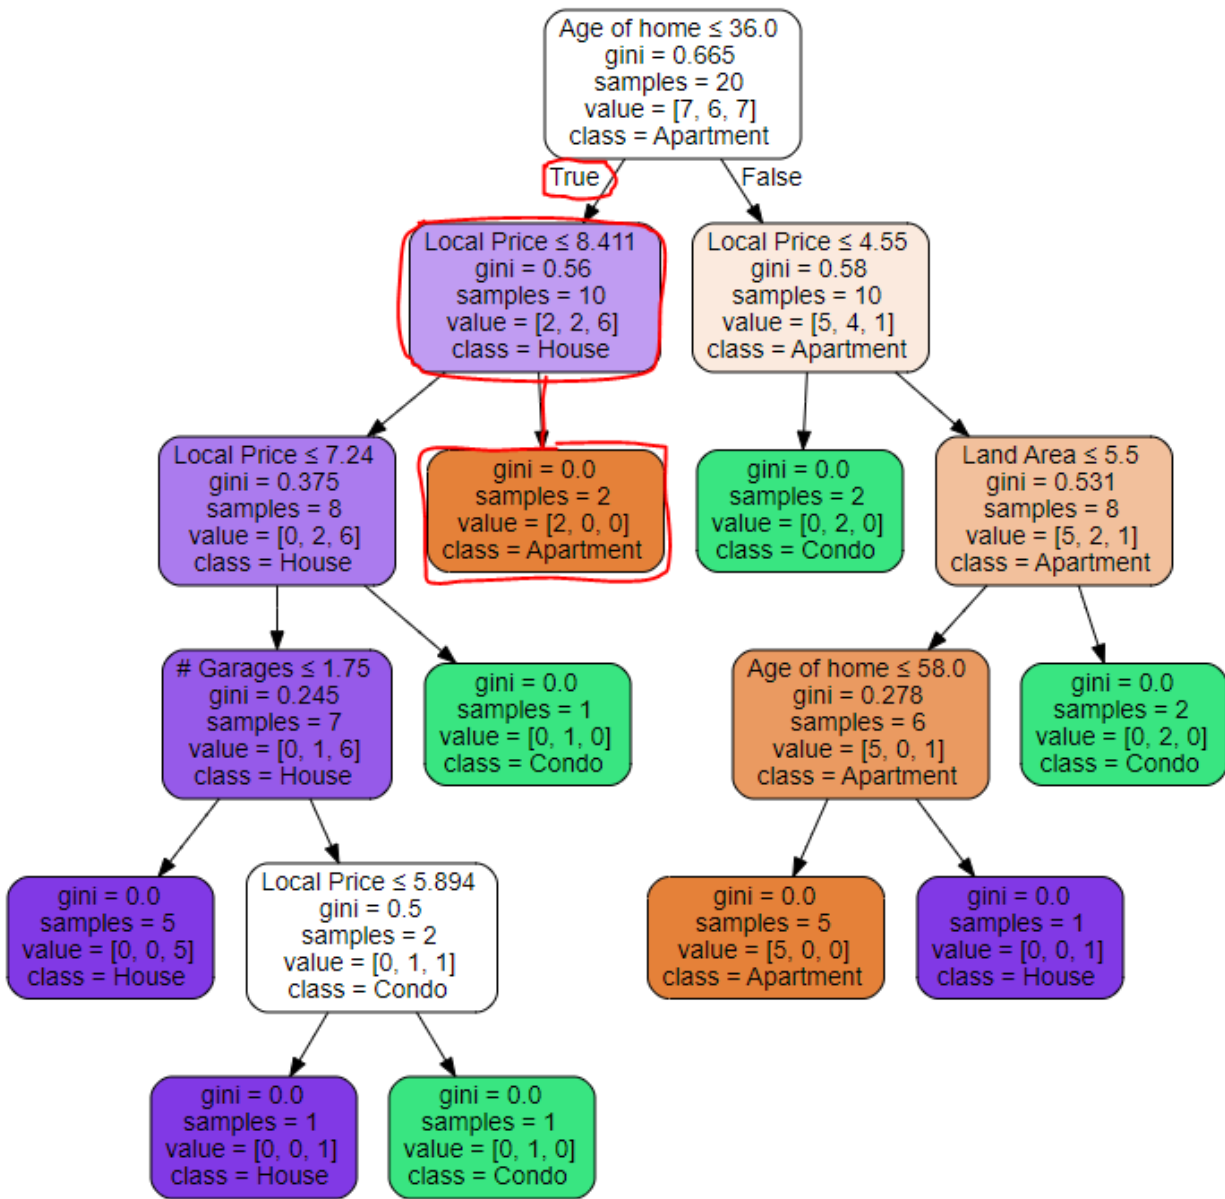 Age of home ≤ 36.0
gini = 0.665
samples = 20
value = [7, 6, 7]
class = Apartment
True
False
Local Price ≤ 8.411
gini = 0.56
samples = 10
value = [2, 2, 6]
class = House
Local Price ≤ 4.55
gini = 0.58
samples = 10
value = [5, 4, 1]
class = Apartment
Local Price ≤ 7.24
gini = 0.375
samples = 8
value = [0, 2, 6]
class = House
gini = 0.0
samples = 2
value = [2, 0, 0]
class = Apartment
gini = 0.0
samples = 2
value = [0, 2, 0]
class = Condo
Land Area ≤ 5.5
gini = 0.531
samples = 8
value = [5, 2, 1]
class = Apartment
# Garages ≤ 1.75
gini = 0.245
samples = 7
value = [0, 1, 6]
class = House
gini = 0.0
samples = 1
value = [0, 1, 0]
class = Condo
Age of home ≤ 58.0
gini = 0.278
samples = 6
value = [5, 0, 1]
class = Apartment
gini = 0.0
samples = 2
value = [0, 2, 0]
class = Condo
gini = 0.0
samples = 5
value = [0, 0, 5]
class = House
Local Price ≤ 5.894
gini = 0.5
samples = 2
value = [0, 1, 1]
class = Condo
gini = 0.0
samples = 5
value = [5, 0, 0]
class = Apartment
gini = 0.0
samples = 1
value = [0, 0, 1]
class = House
gini = 0.0
samples = 1
value = [0, 0, 1]
class = House
gini = 0.0
samples = 1
value = [0, 1, 0]
class = Condo